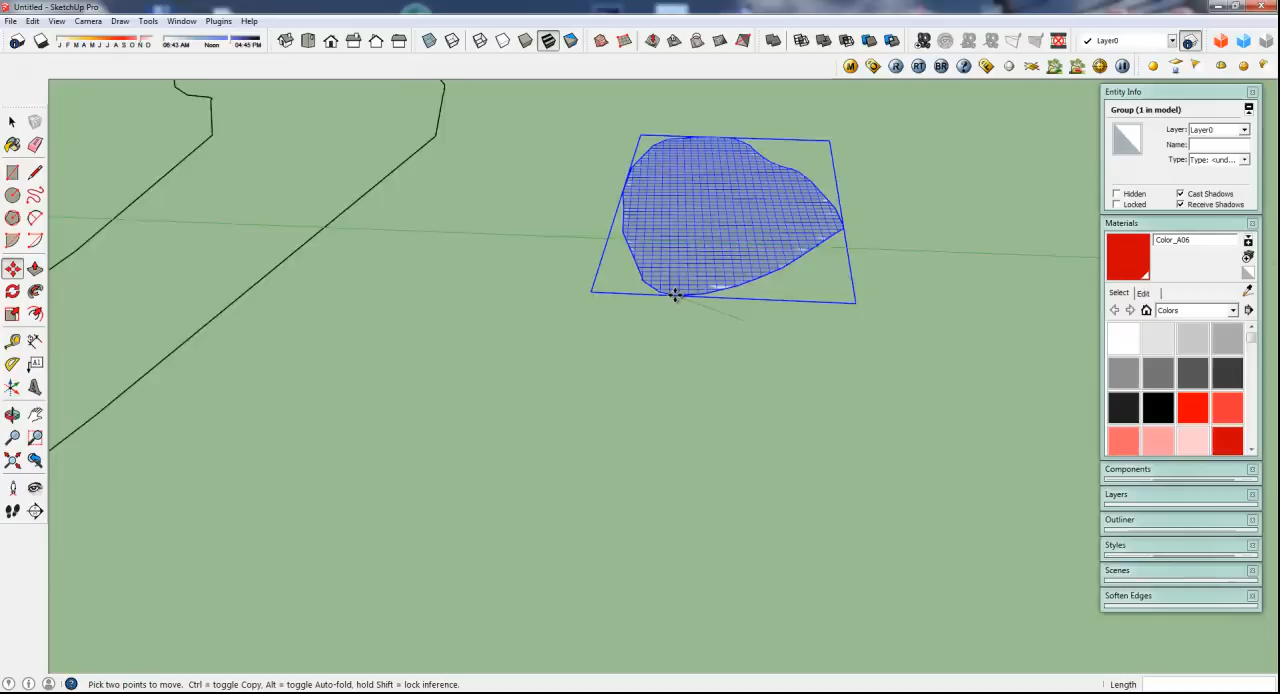 Untitled - SketchUp Pro
File Edit View Camera Draw Tools Window Plugins Help
J F M A M J J A S O N D 06:43 AM Noon 04:45 PM
Layer0
M R RT BR
Entity Info
Group (1 in model)
Layer: Layer0
Name:
Type: Type: <und...
Hidden Cast Shadows
Locked Receive Shadows
Materials
Color_A06
Select Edit
Colors
A1
Components
Layers
Outliner
Styles
Scenes
Soften Edges
Pick two points to move. Ctrl = toggle Copy, Alt = toggle Auto-fold, hold Shift = lock inference.
Length